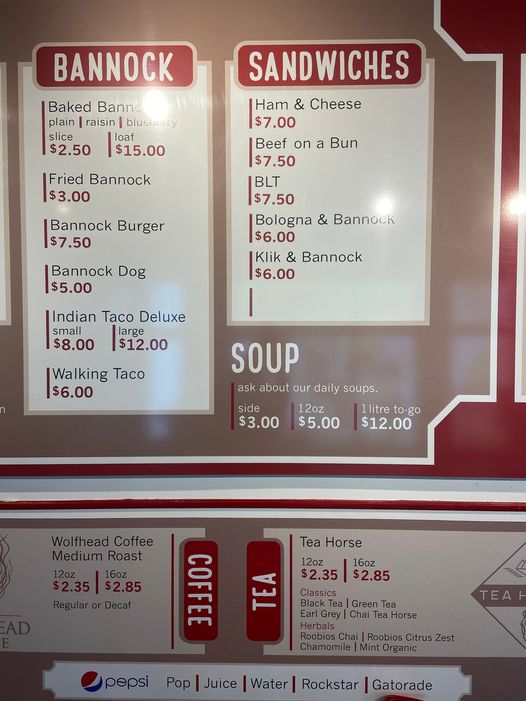 BANNOCK
Baked Banno
plain | raisin | blueberry
slice loaf
$2.50 $15.00
Fried Bannock
$3.00
Bannock Burger
$7.50
Bannock Dog
$5.00
Indian Taco Deluxe
small large
$8.00 $12.00
Walking Taco
$6.00
SANDWICHES
Ham & Cheese
$7.00
Beef on a Bun
$7.50
BLT
$7.50
Bologna & Bannock
$6.00
Klik & Bannock
$6.00
SOUP
ask about our daily soups.
side 12oz 1 litre to-go
$3.00 $5.00 $12.00
Wolfhead Coffee
Medium Roast
12oz 16oz
$2.35 $2.85
Regular or Decaf
COFFEE
TEA
Tea Horse
12oz 16oz
$2.35 $2.85
Classics
Black Tea | Green Tea
Earl Grey | Chai Tea Horse
Herbals
Roobios Chai | Roobios Citrus Zest
Chamomile | Mint Organic
EAD
E
TEA H
pepsi Pop | Juice | Water | Rockstar | Gatorade